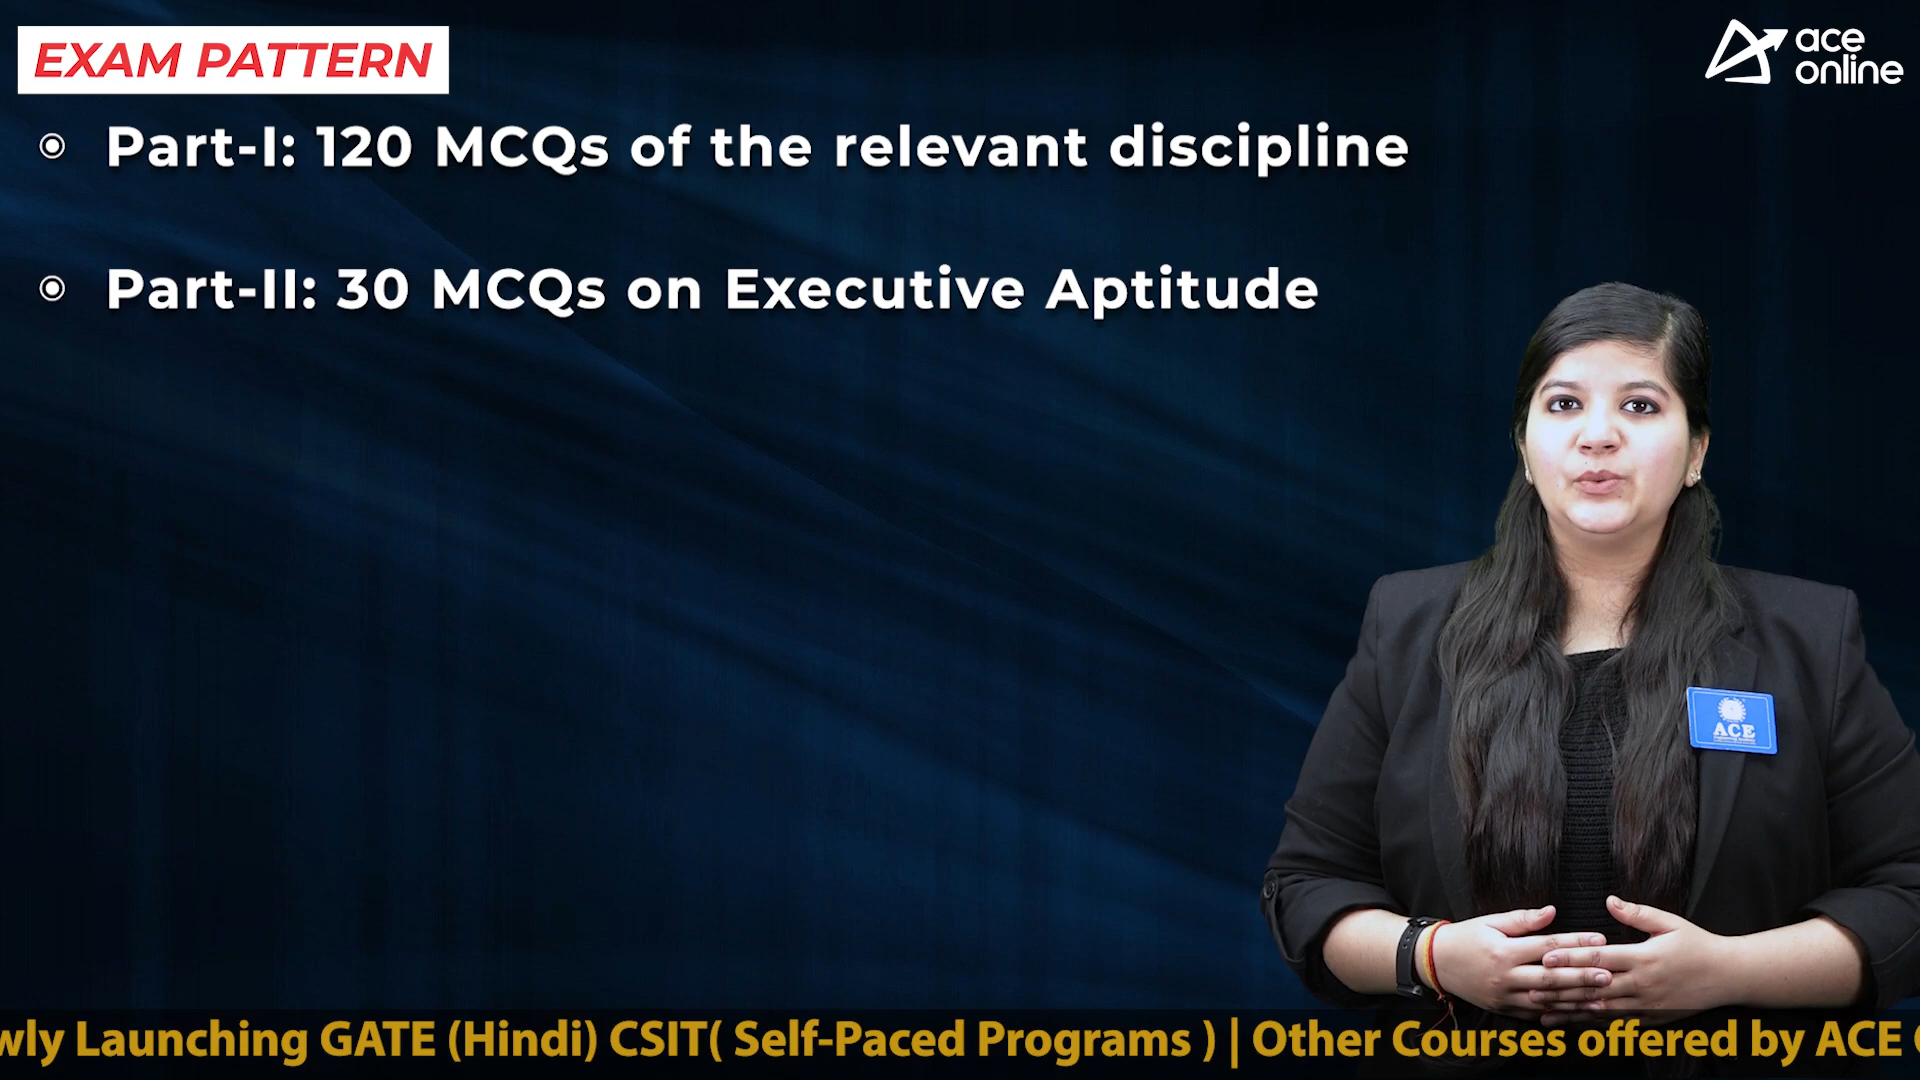 EXAM PATTERN
ace
online
Part-I: 120 MCQs of the relevant discipline
Part-II: 30 MCQs on Executive Aptitude
ACE
wly Launching GATE (Hindi) CSIT( Self-Paced Programs ) | Other Courses offered by ACE